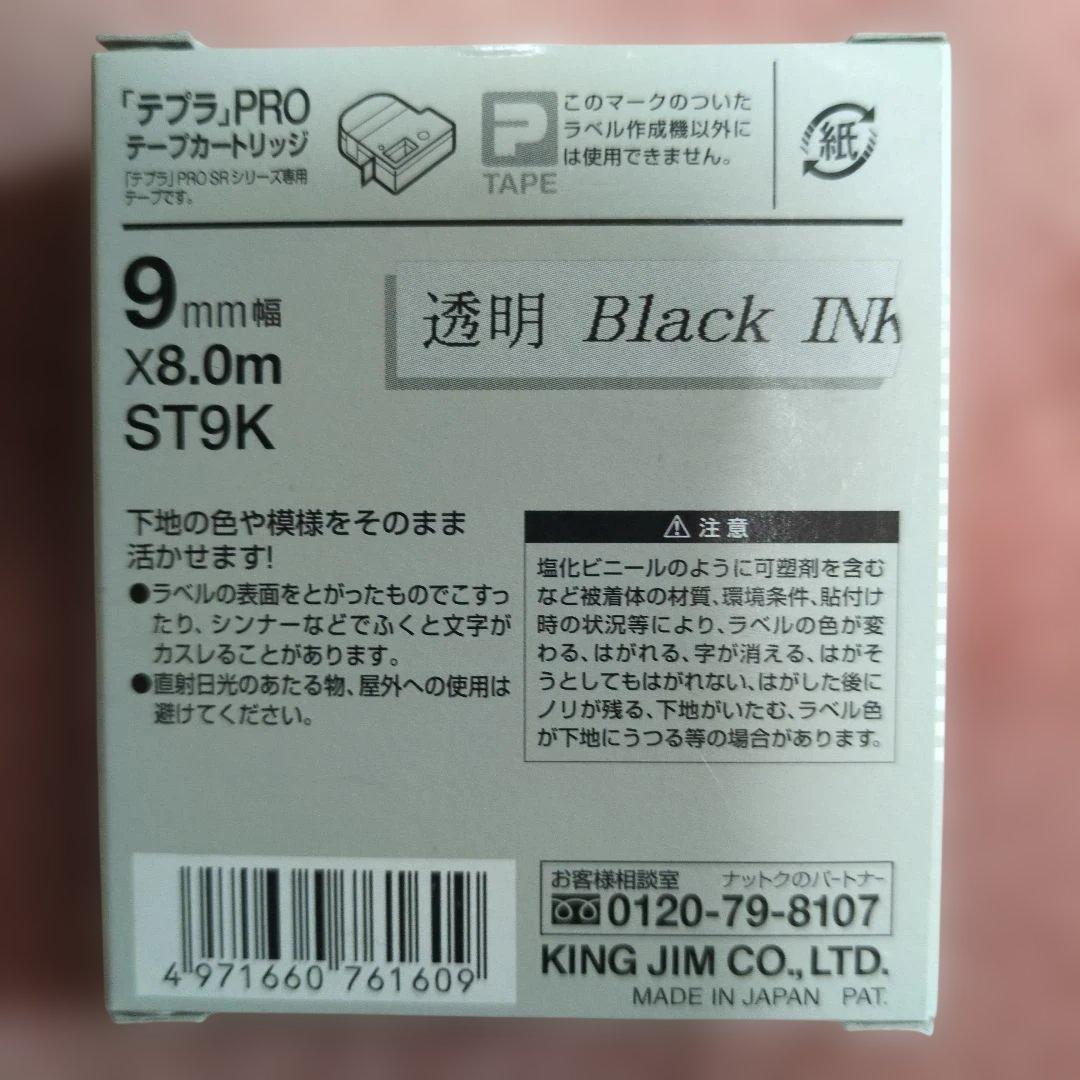 「テプラ」PRO
テープカートリッジ
「テプラ」PRO SRシリーズ専用
テープです。
TAPE
このマークのついた
ラベル作成機以外に
は使用できません。
紙
9mm幅
X8.0m
ST9K
透明 Black INK
下地の色や模様をそのまま
活かせます!
●ラベルの表面をとがったものでこすっ
たり、シンナーなどでふくと文字が
カスレることがあります。
●直射日光のあたる物、屋外への使用は
避けてください。
⚠注意
塩化ビニールのように可塑剤を含む
など被着体の材質、環境条件、貼付け
時の状況等により、ラベルの色が変
わる、はがれる、字が消える、はがそ
うとしてもはがれない、はがした後に
ノリが残る、下地がいたむ、ラベル色
が下地にうつる等の場合があります。
4 971660 761609
お客様相談室 ナットクのパートナー
0120-79-8107
KING JIM CO., LTD.
MADE IN JAPAN PAT.